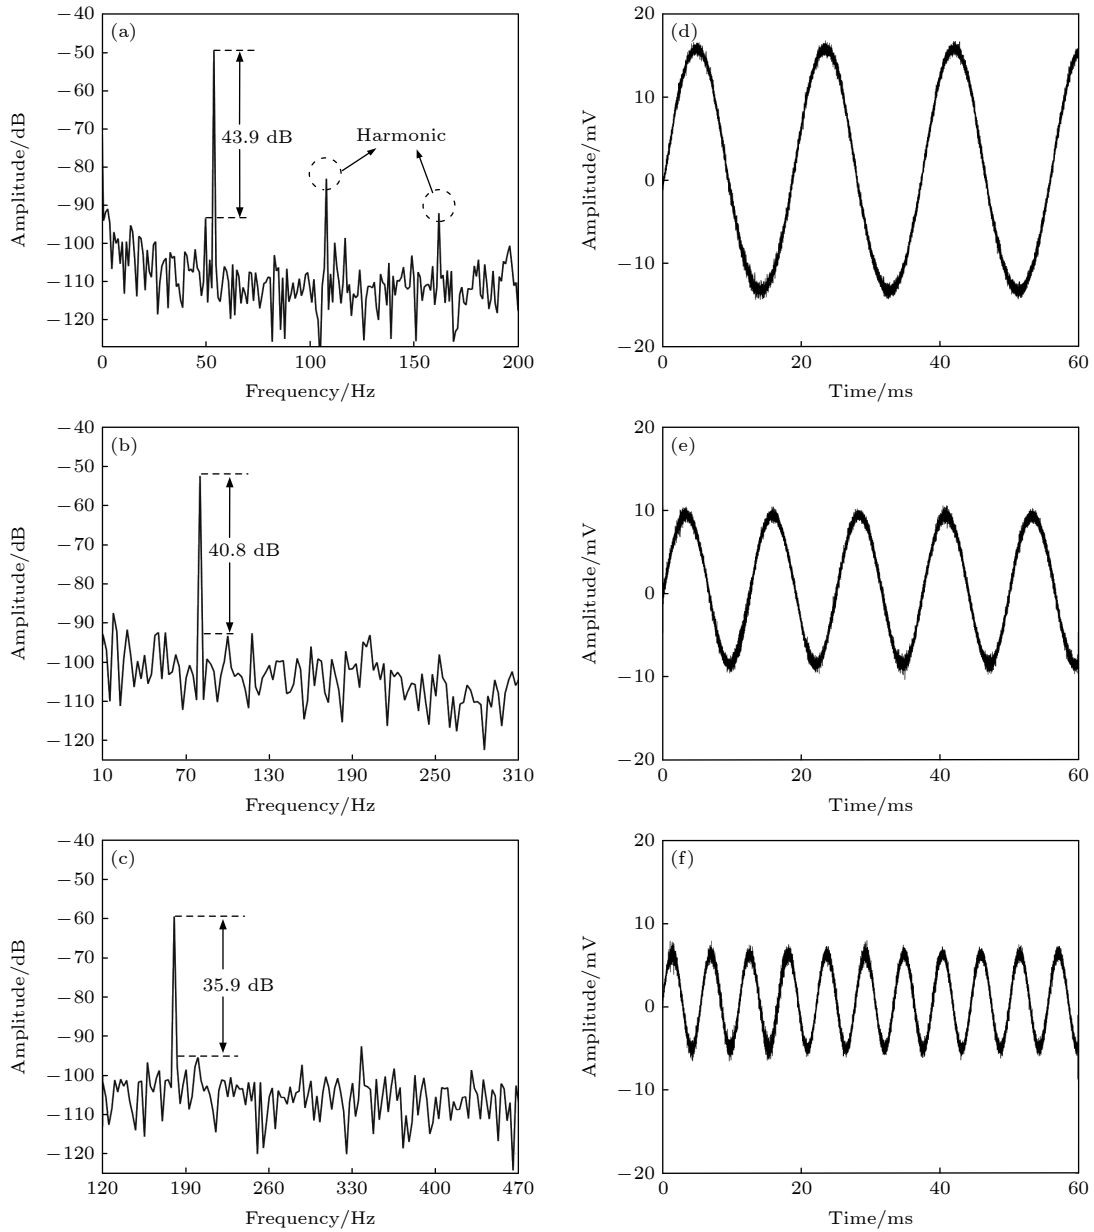 (a)
−40
−50
−60
−70
−80
−90
−100
−110
−120
Amplitude/dB
43.9 dB
Harmonic
0 50 100 150 200
Frequency/Hz
(d)
20
10
0
−10
−20
Amplitude/mV
0 20 40 60
Time/ms
(b)
−40
−50
−60
−70
−80
−90
−100
−110
−120
Amplitude/dB
40.8 dB
10 70 130 190 250 310
Frequency/Hz
(e)
20
10
0
−10
−20
Amplitude/mV
0 20 40 60
Time/ms
(c)
−40
−50
−60
−70
−80
−90
−100
−110
−120
Amplitude/dB
35.9 dB
120 190 260 330 400 470
Frequency/Hz
(f)
20
10
0
−10
−20
Amplitude/mV
0 20 40 60
Time/ms